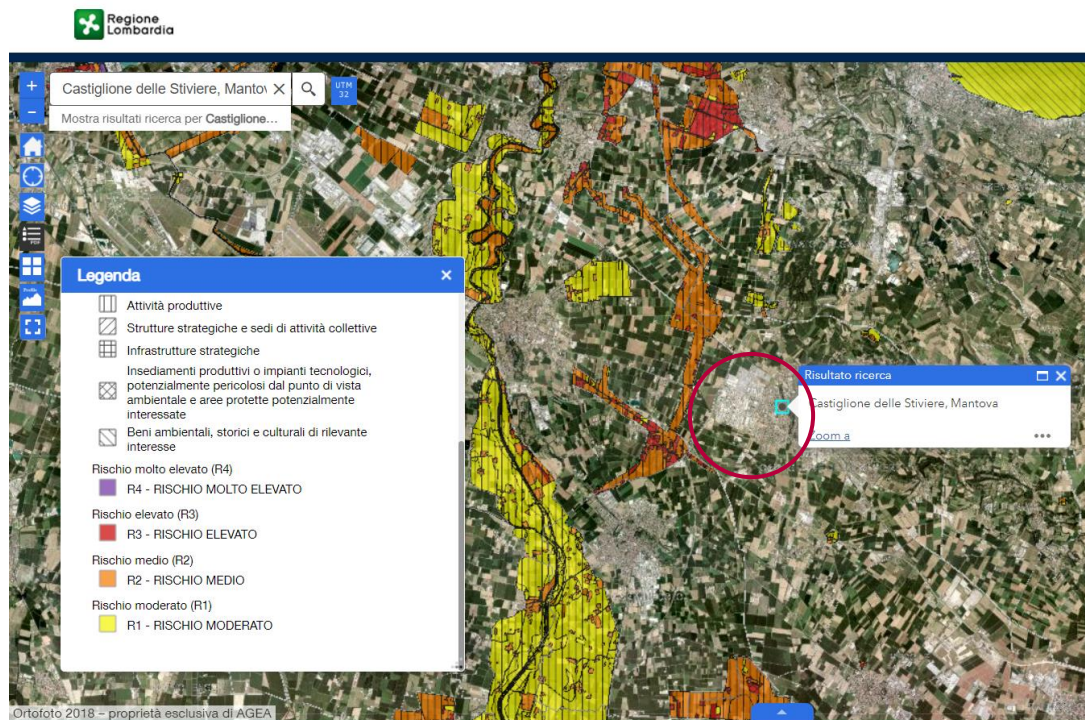 Regione
Lombardia
Castiglione delle Stiviere, Mantov
UTM
32
Mostra risultati ricerca per Castiglione...
PDF
Profilo
Legenda
Attività produttive
Strutture strategiche e sedi di attività collettive
Infrastrutture strategiche
Insediamenti produttivi o impianti tecnologici,
potenzialmente pericolosi dal punto di vista
ambientale e aree protette potenzialmente
interessate
Beni ambientali, storici e culturali di rilevante
interesse
Rischio molto elevato (R4)
R4 - RISCHIO MOLTO ELEVATO
Rischio elevato (R3)
R3 - RISCHIO ELEVATO
Rischio medio (R2)
R2 - RISCHIO MEDIO
Rischio moderato (R1)
R1 - RISCHIO MODERATO
Risultato ricerca
Castiglione delle Stiviere, Mantova
Zoom a
Ortofoto 2018 – proprietà esclusiva di AGEA